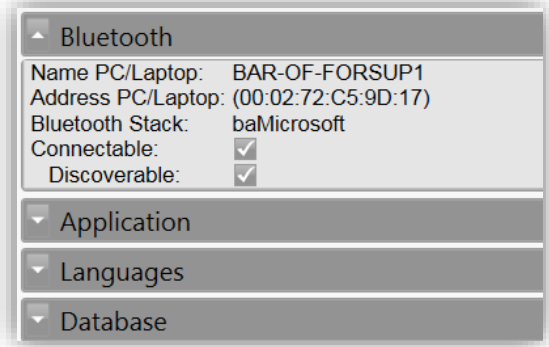 Bluetooth
Name PC/Laptop: BAR-OF-FORSUP1
Address PC/Laptop: (00:02:72:C5:9D:17)
Bluetooth Stack: baMicrosoft
Connectable:
Discoverable:
Application
Languages
Database